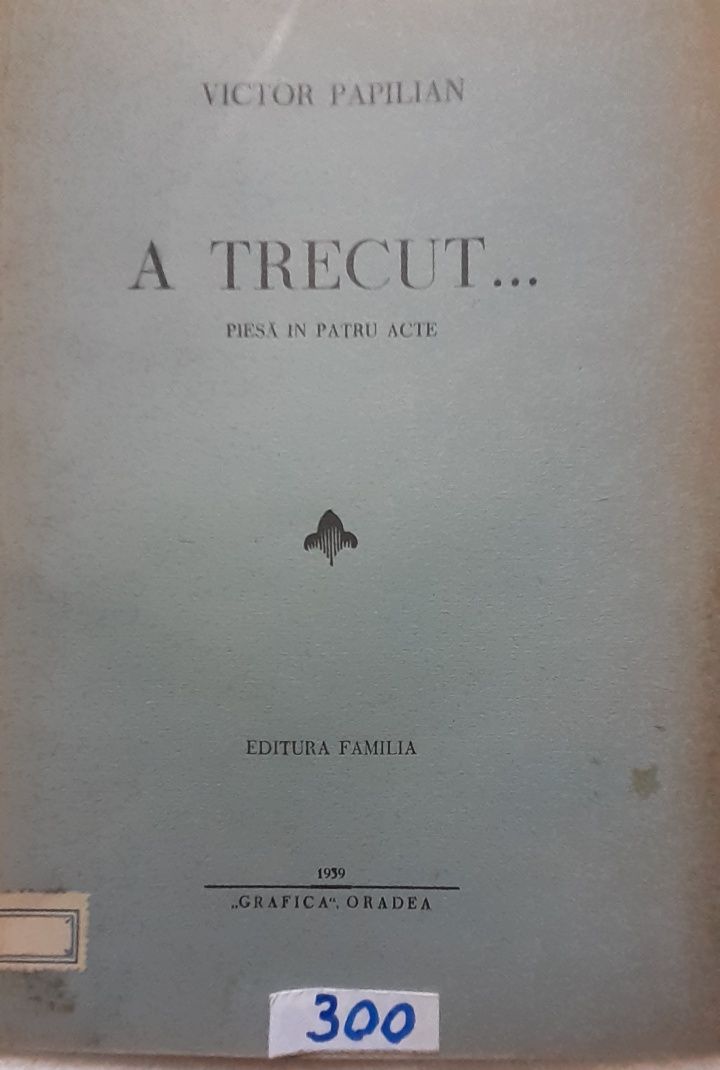 VICTOR PAPILIAN
A TRECUT...
PIESĂ IN PATRU ACTE
EDITURA FAMILIA
1939
„GRAFICA“, ORADEA
300